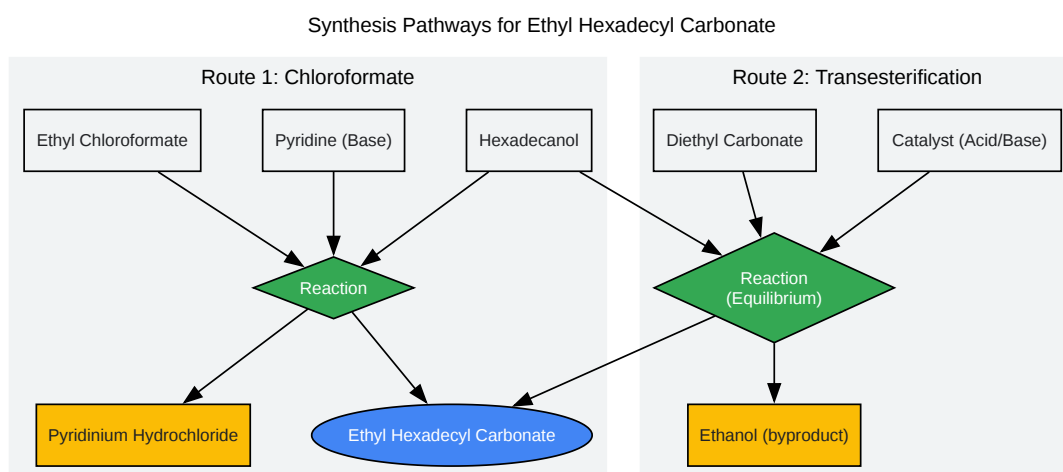 Synthesis Pathways for Ethyl Hexadecyl Carbonate
Route 1: Chloroformate
Route 2: Transesterification
Ethyl Chloroformate
Pyridine (Base)
Hexadecanol
Diethyl Carbonate
Catalyst (Acid/Base)
Reaction
Reaction
(Equilibrium)
Pyridinium Hydrochloride
Ethyl Hexadecyl Carbonate
Ethanol (byproduct)